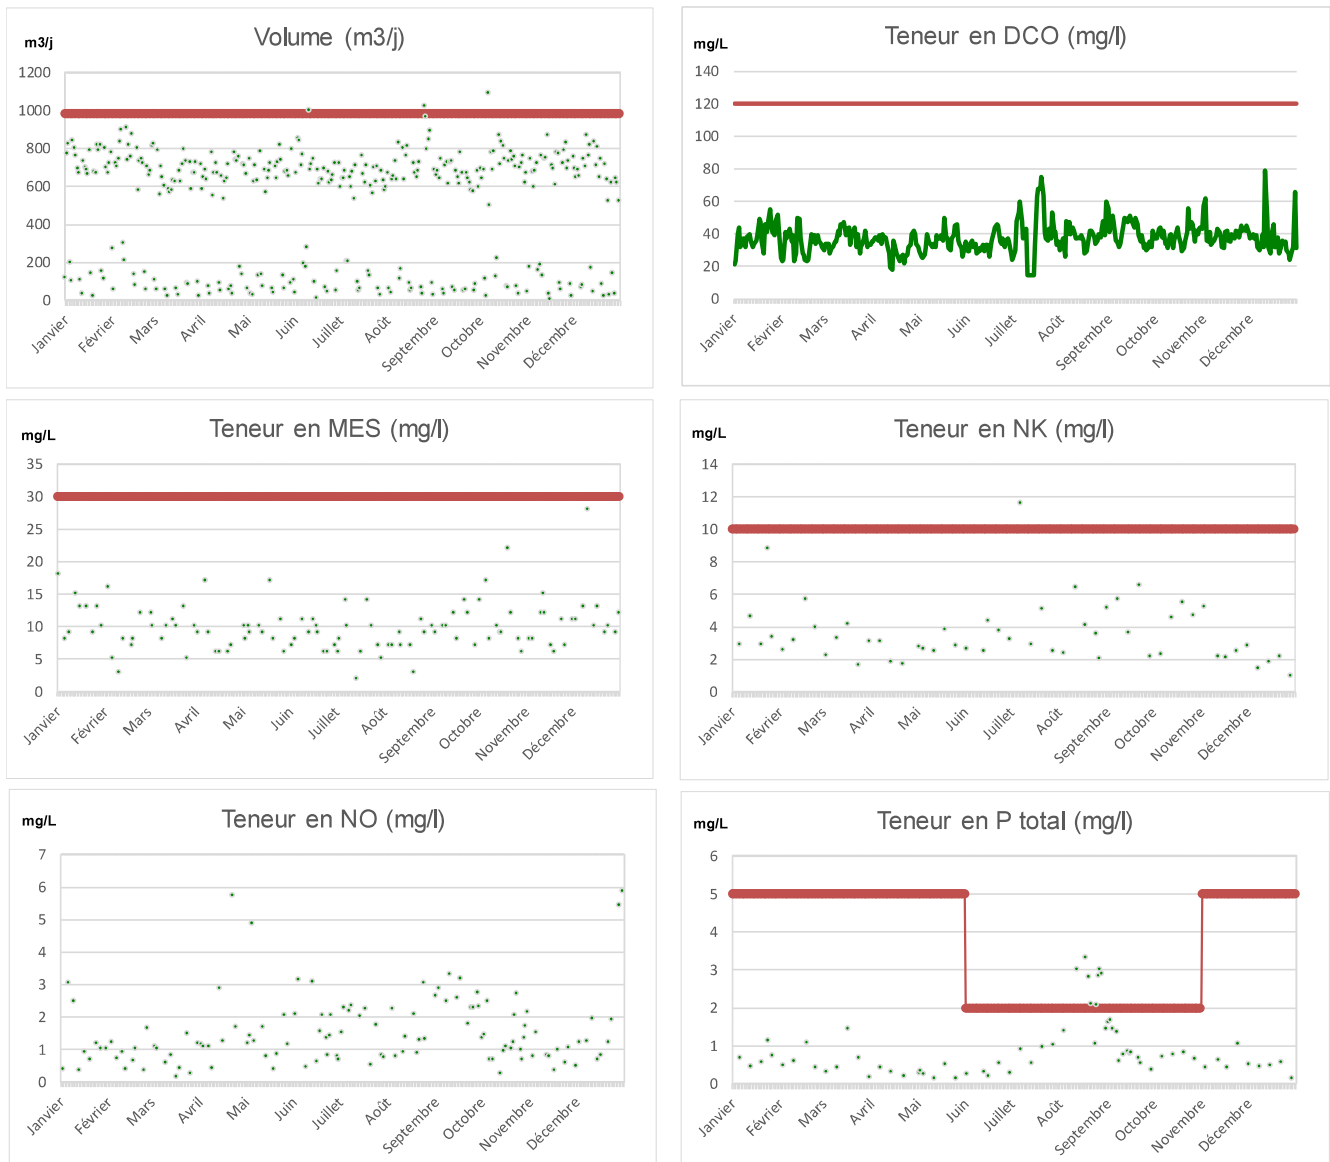 Volume (m3/j)
m3/j
1200
1000
800
600
400
200
0
Janvier Février Mars Avril Mai Juin Juillet Août Septembre Octobre Novembre Décembre
Teneur en DCO (mg/l)
mg/L
140
120
100
80
60
40
20
0
Janvier Février Mars Avril Mai Juin Juillet Août Septembre Octobre Novembre Décembre
Teneur en MES (mg/l)
mg/L
35
30
25
20
15
10
5
0
Janvier Février Mars Avril Mai Juin Juillet Août Septembre Octobre Novembre Décembre
Teneur en NK (mg/l)
mg/L
14
12
10
8
6
4
2
0
Janvier Février Mars Avril Mai Juin Juillet Août Septembre Octobre Novembre Décembre
Teneur en NO (mg/l)
mg/L
7
6
5
4
3
2
1
0
Janvier Février Mars Avril Mai Juin Juillet Août Septembre Octobre Novembre Décembre
Teneur en P total (mg/l)
mg/L
6
5
4
3
2
1
0
Janvier Février Mars Avril Mai Juin Juillet Août Septembre Octobre Novembre Décembre